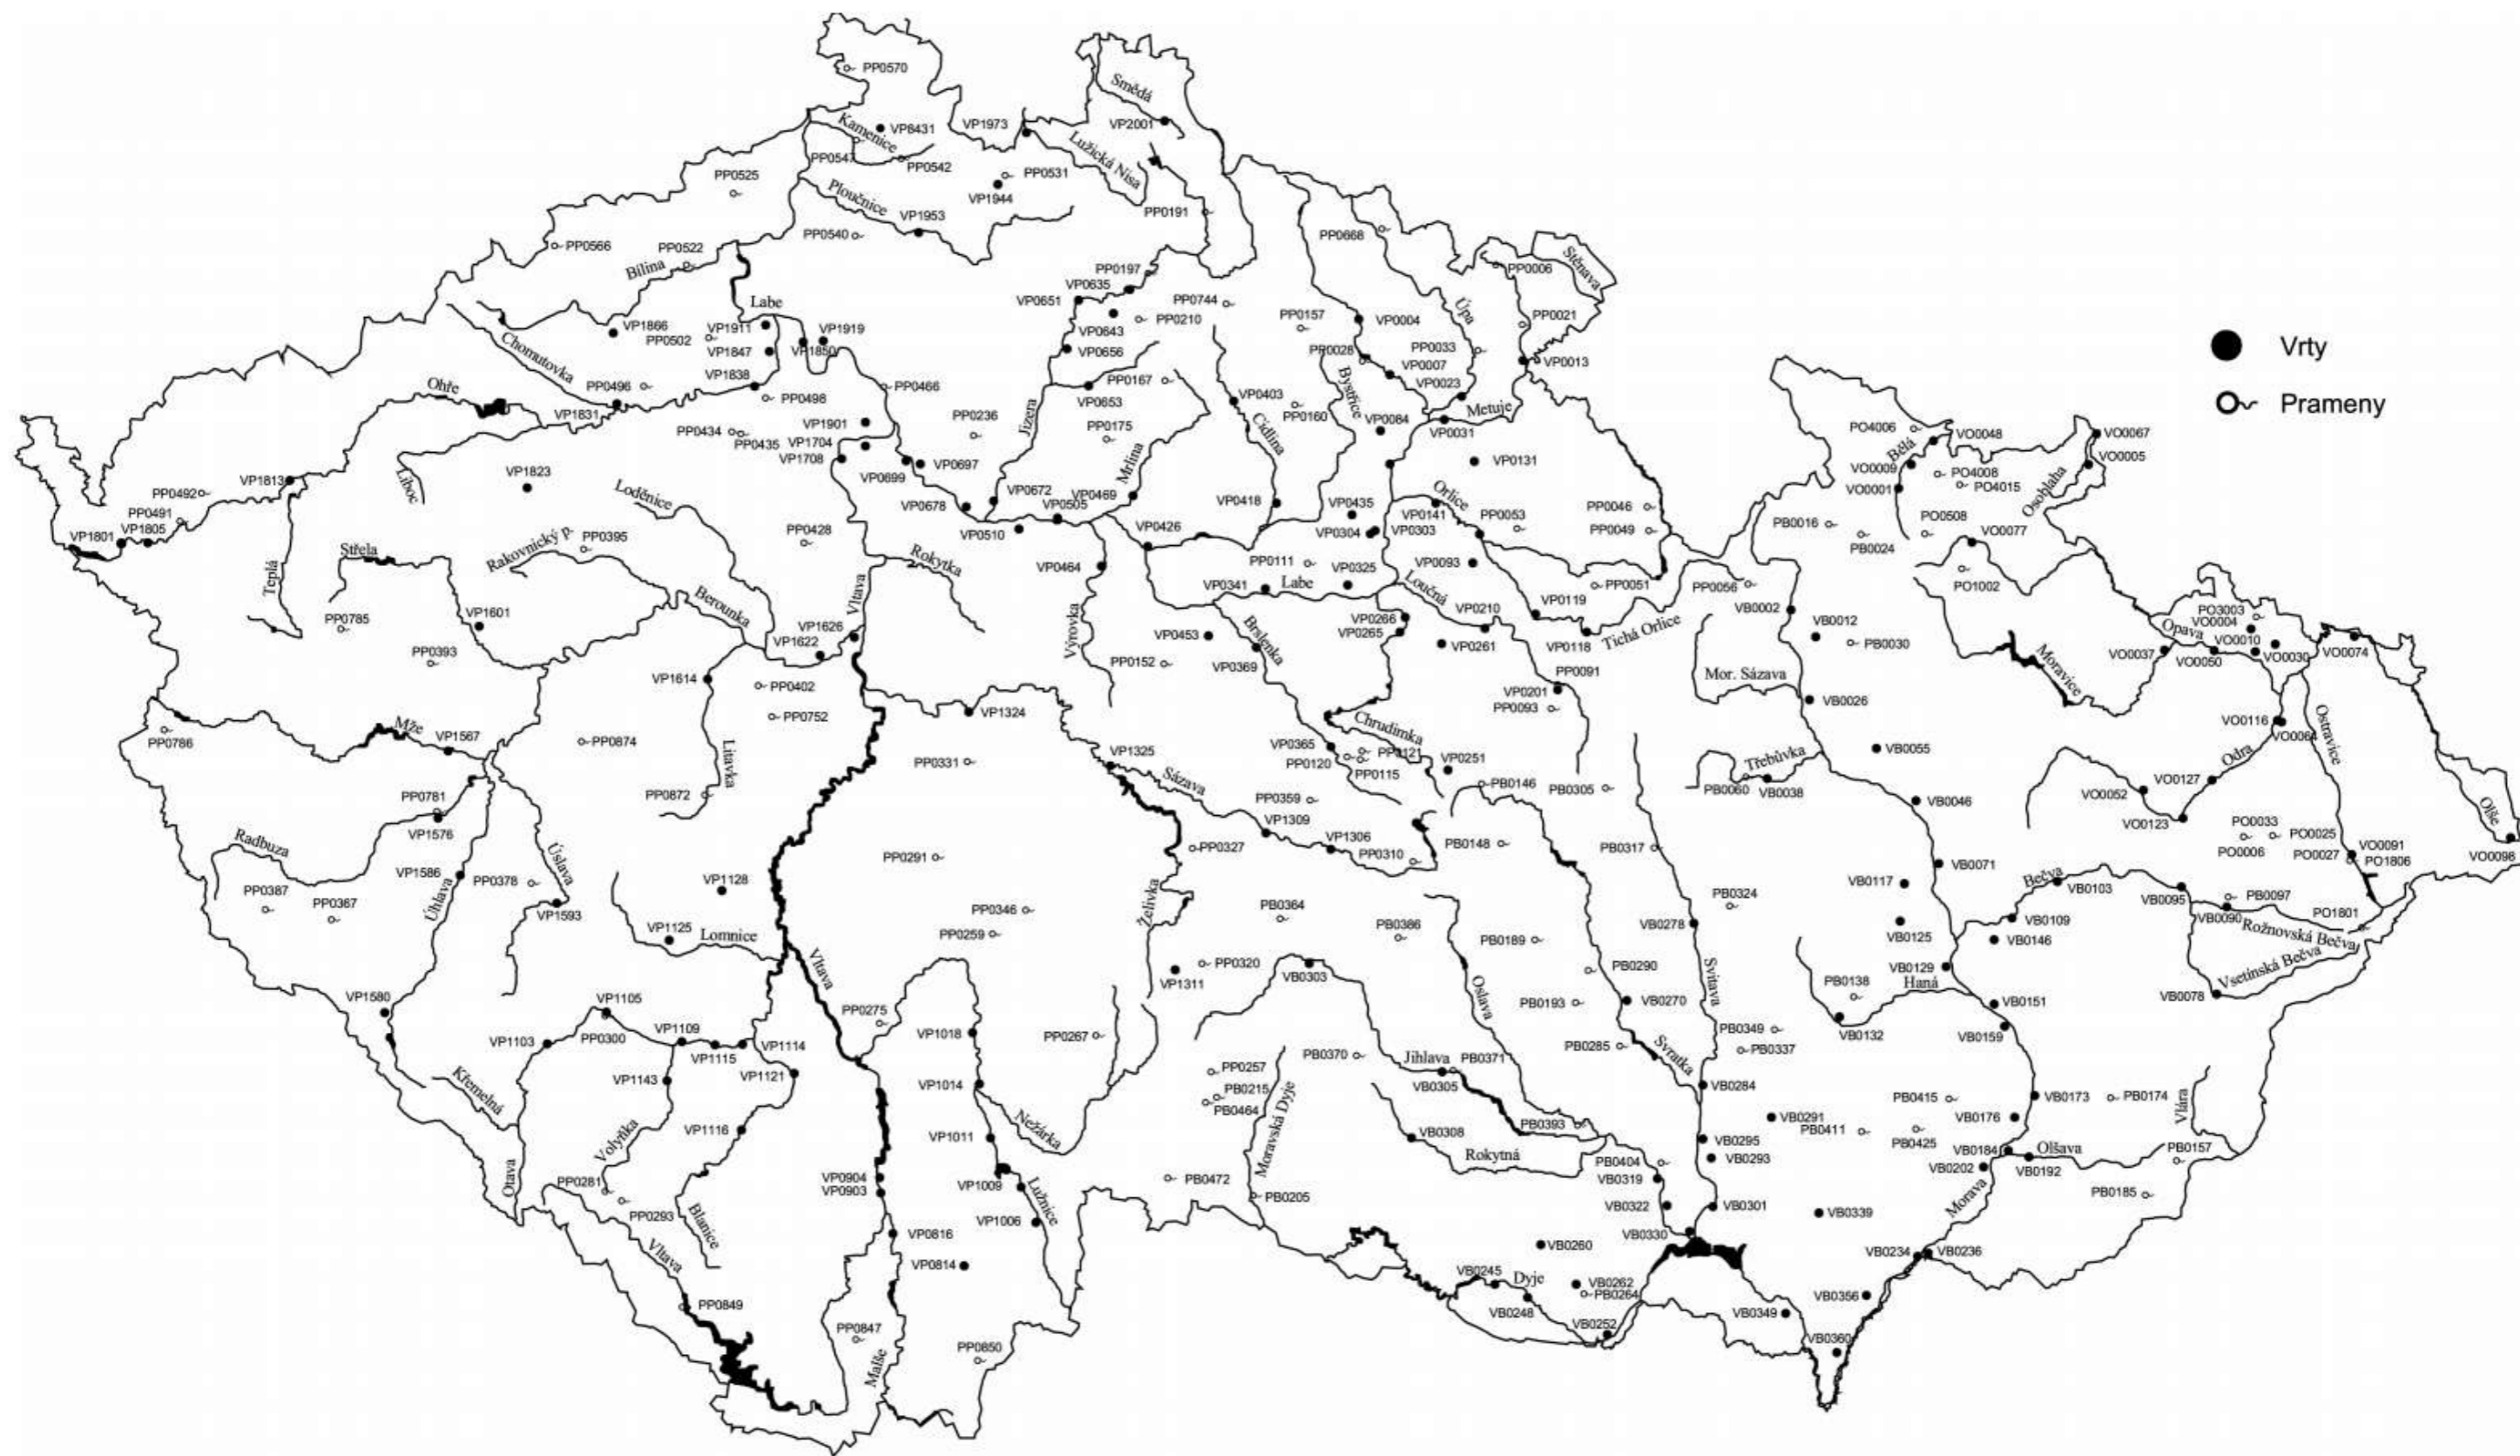 PP0570
Smědá
VP8431
VP1973
VP2001
Kamenice
Lužická Nisa
PP0547
PP0542
PP0525
PP0531
Ploučnice
VP1944
VP1953
PP0191
PP0540
PP0668
PP0566
PP0522
Bílina
PP0006
Stěnava
PP0197
VP0635
VP0651
PP0744
Labe
Úpa
VP1866
PP0502
VP1911
VP1919
VP0643
PP0210
PP0157
VP0004
PP0021
Vrty
VP1847
VP1850
VP0656
PP0028
PP0033
Chomutovka
VP1838
VP0007
VP0013
Ohře
PP0496
PP0466
PP0167
VP0023
PP0498
VP0653
VP0403
Bystřice
Prameny
VP1831
PP0236
Jizera
PP0160
Metuje
VP1901
VP0084
VP0031
PP0434
PP0435
VP1704
PP0175
Cidlina
PO4006
VO0048
VO0067
VP1708
VP0697
Mrlina
VP0131
Bělá
VO0009
VO0005
VP1813
VP1823
Liboc
VP0699
PO4008
PO4015
PP0492
Loděnice
VP0672
VP0469
VP0418
VP0435
Orlice
VO0001
Osoblaha
VP0678
VP0505
VP0141
PP0053
PP0046
PP0491
VP1805
VP1801
PP0428
VP0510
VP0426
VP0304
VP0303
PP0049
PB0016
PO0508
VO0077
Střela
Rakovnický p.
PP0395
Rokytka
PB0024
VP0464
PP0111
VP0093
Teplá
VP0341
Labe
VP0325
Loučná
PP0051
PP0056
PO1002
Berounka
Vltava
VP1601
VP0119
VB0002
PO3003
PP0785
VP1626
Výrovka
VP0453
Brslenka
VP0266
VP0265
VP0210
VP0118
Tichá Orlice
VB0012
VO0004
Opava
VO0010
PP0393
VP1622
PP0152
VP0369
VP0261
PB0030
VO0037
VO0050
VO0030
VO0074
VP1614
PP0402
PP0091
Mor. Sázava
Moravice
VP0201
PP0752
VP1324
PP0093
VB0026
Mže
Chrudimka
VO0116
Ostravice
PP0786
VP1567
PP0874
Litavka
VP1325
VP0365
PP0121
VO0064
PP0331
PP0120
PP0115
VP0251
Třebůvka
VB0055
Odra
Sázava
PB0146
PB0305
PB0060
VB0038
VO0127
VO0052
PP0781
PP0872
PP0359
VB0046
Olše
VP1576
VP1309
VO0123
PO0033
PO0025
Radbuza
VP1306
PB0148
PB0317
PO0006
PO0027
VO0091
PO1806
VO0098
PP0291
PP0327
PP0310
VB0071
Úslava
VP1586
PP0378
VP1128
VB0117
Bečva
VB0103
PP0387
PP0367
Úhlava
VP1593
PP0346
Želivka
PB0364
PB0324
VB0095
PB0097
VB0090
PO1801
VP1125
Lomnice
PP0259
PB0386
PB0189
VB0278
VB0125
VB0109
Rožnovská Bečva
VB0146
Vltava
VP1311
PP0320
VB0303
PB0290
Svitava
VB0129
Haná
Vsetínská Bečva
VP1580
VP1105
Oslava
PB0193
VB0270
PB0138
VB0078
VB0151
PP0275
VP1103
PP0300
VP1109
VP1018
PP0267
PB0349
VB0132
VB0159
VP1115
VP1114
PB0370
Jihlava
PB0371
PB0285
Svratka
PB0337
Křemelná
VP1143
VP1121
VP1014
PP0257
PB0215
VB0305
VB0284
PB0464
Moravská Dyje
PB0415
VB0173
PB0174
Vlára
VP1116
Nežárka
PB0393
VB0291
VB0176
VP1011
VB0308
PB0411
PB0425
Volyňka
VB0295
VB0184
Olšava
Otava
Rokytná
PB0404
VB0293
VB0202
VB0192
PB0157
PP0281
VP0904
VP0903
VP1009
PB0472
VB0319
PP0293
Blanice
Lužnice
PB0205
VB0322
VB0301
VB0339
Morava
PB0185
VP1006
VP0816
VB0330
Vltava
VP0814
VB0260
VB0234
VB0236
VB0245
Dyje
VB0262
PB0264
PP0849
VB0248
VB0356
VB0349
VB0252
PP0847
VB0360
PP0850
Malše